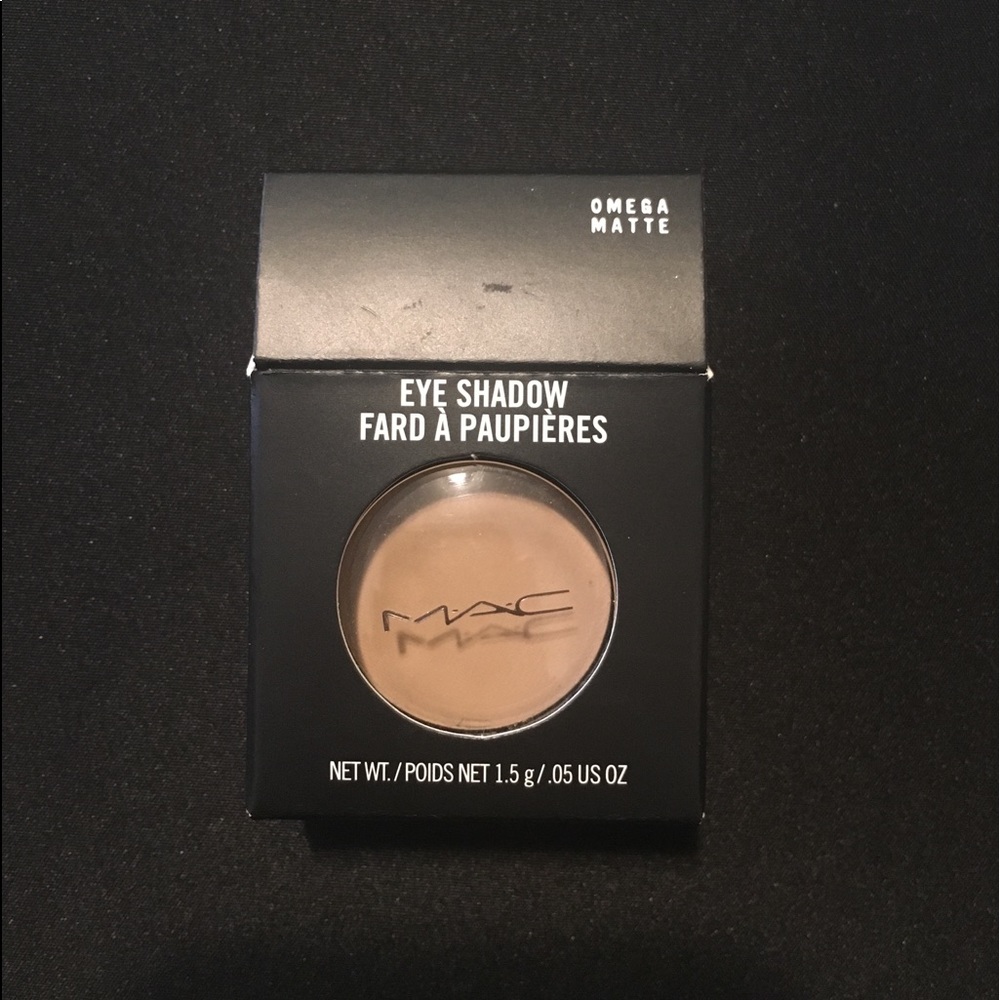 OMEGA
MATTE
EYE SHADOW
FARD À PAUPIÈRES
M·A·C
NET WT. / POIDS NET 1.5 g / .05 US OZ